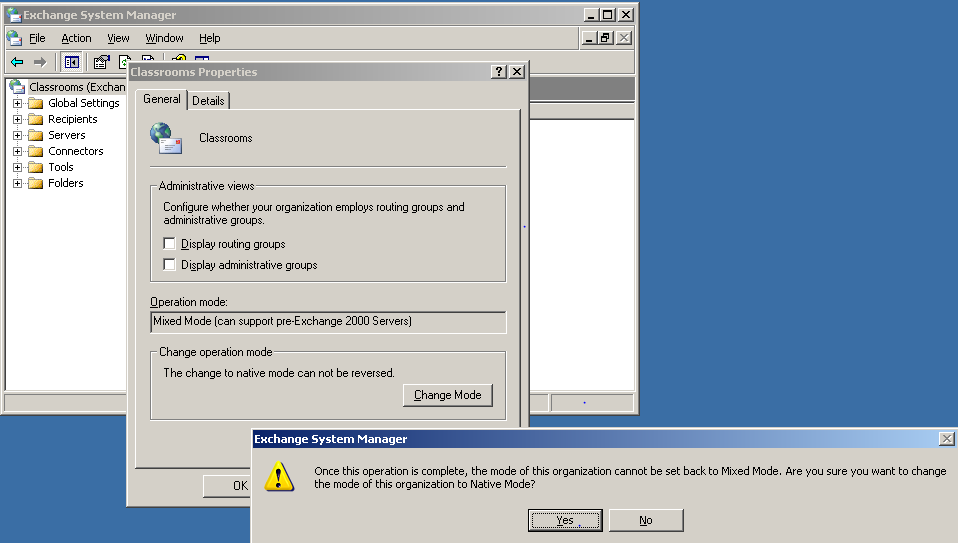 Exchange System Manager
File Action View Window Help
Classrooms Properties
Classrooms (Exchan
Global Settings
Recipients
Servers
Connectors
Tools
Folders
General Details
Classrooms
Administrative views
Configure whether your organization employs routing groups and
administrative groups.
Display routing groups
Display administrative groups
Operation mode:
Mixed Mode (can support pre-Exchange 2000 Servers)
Change operation mode
The change to native mode can not be reversed.
Change Mode
OK
Exchange System Manager
Once this operation is complete, the mode of this organization cannot be set back to Mixed Mode. Are you sure you want to change
the mode of this organization to Native Mode?
Yes No